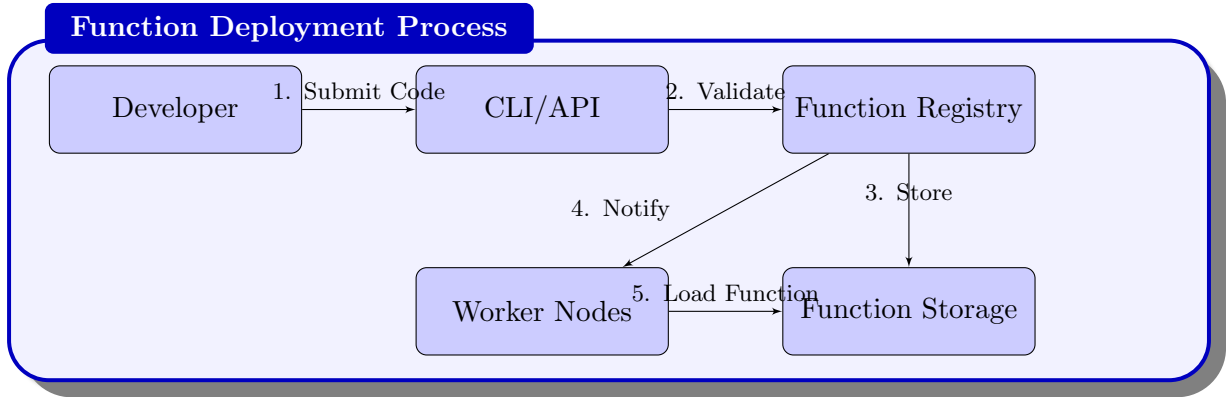 Function Deployment Process
Developer
1. Submit Code
CLI/API
2. Validate
Function Registry
3. Store
4. Notify
Worker Nodes
5. Load Function
Function Storage